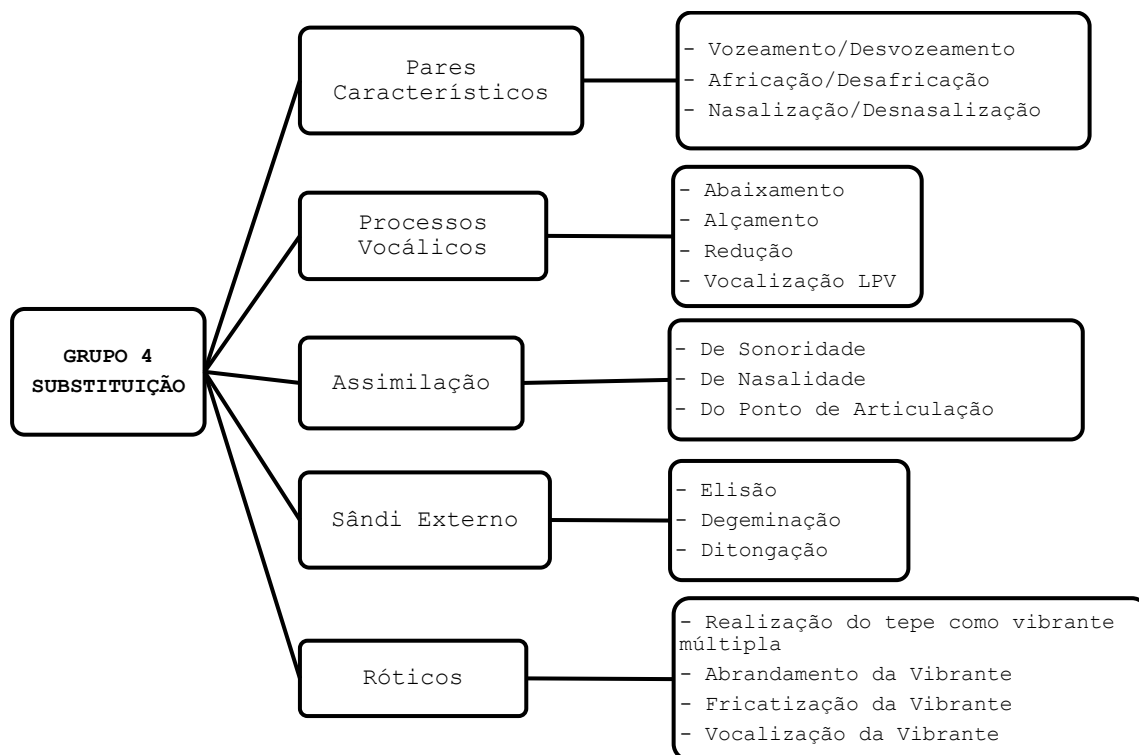 Pares
Característicos
- Vozeamento/Desvozeamento
- Africação/Desafricação
- Nasalização/Desnasalização
Processos
Vocálicos
- Abaixamento
- Alçamento
- Redução
- Vocalização LPV
GRUPO 4
SUBSTITUIÇÃO
Assimilação
- De Sonoridade
- De Nasalidade
- Do Ponto de Articulação
Sândi Externo
- Elisão
- Degeminação
- Ditongação
Róticos
- Realização do tepe como vibrante
múltipla
- Abrandamento da Vibrante
- Fricatização da Vibrante
- Vocalização da Vibrante